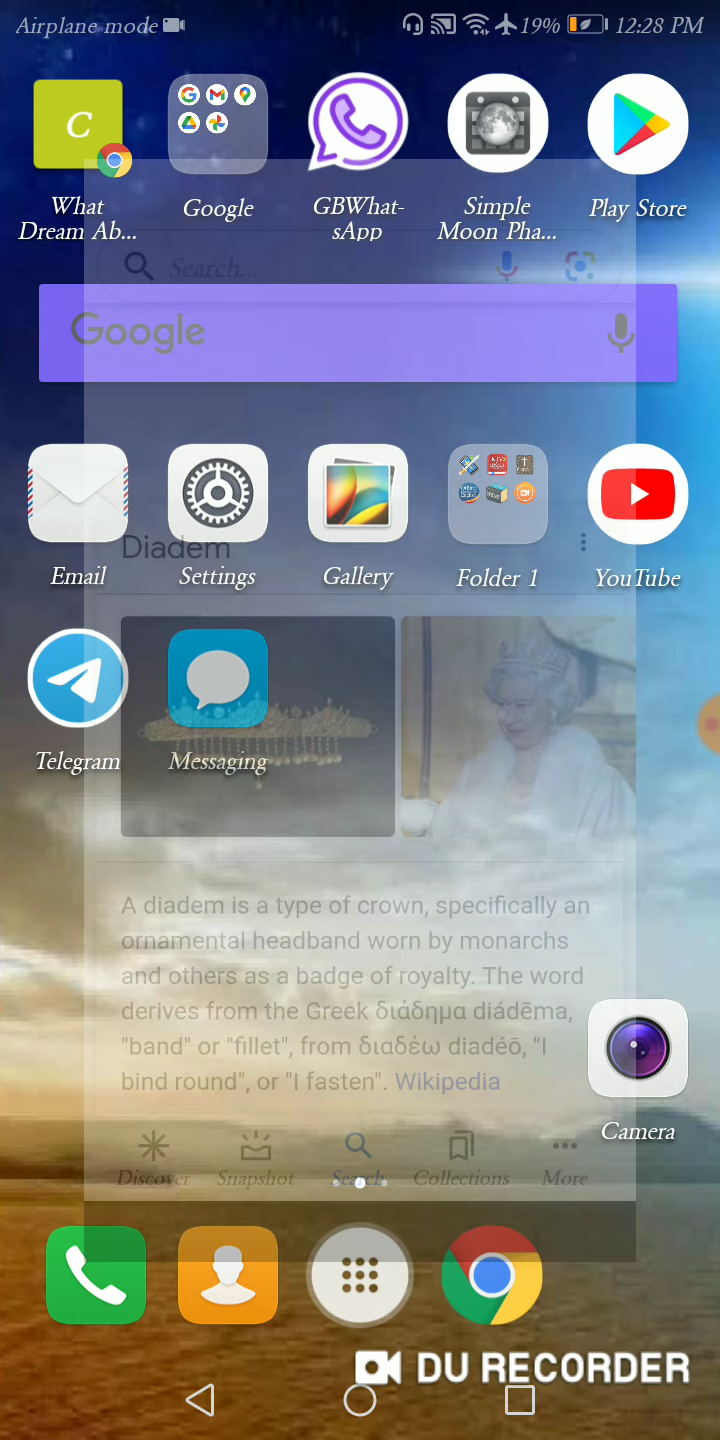 Airplane mode 19% 12:28 PM
C
What Google GBWhat- Simple Play Store
Dream Ab... sApp Moon Pha...
Search...
Google
Email Settings Gallery Folder 1 YouTube
Diadem
Telegram Messaging
A diadem is a type of crown, specifically an
ornamental headband worn by monarchs
and others as a badge of royalty. The word
derives from the Greek διάδημα diádēma,
"band" or "fillet", from διαδέω diadéō, "I
bind round", or "I fasten". Wikipedia
Camera
Discover Snapshot Search Collections More
DU RECORDER